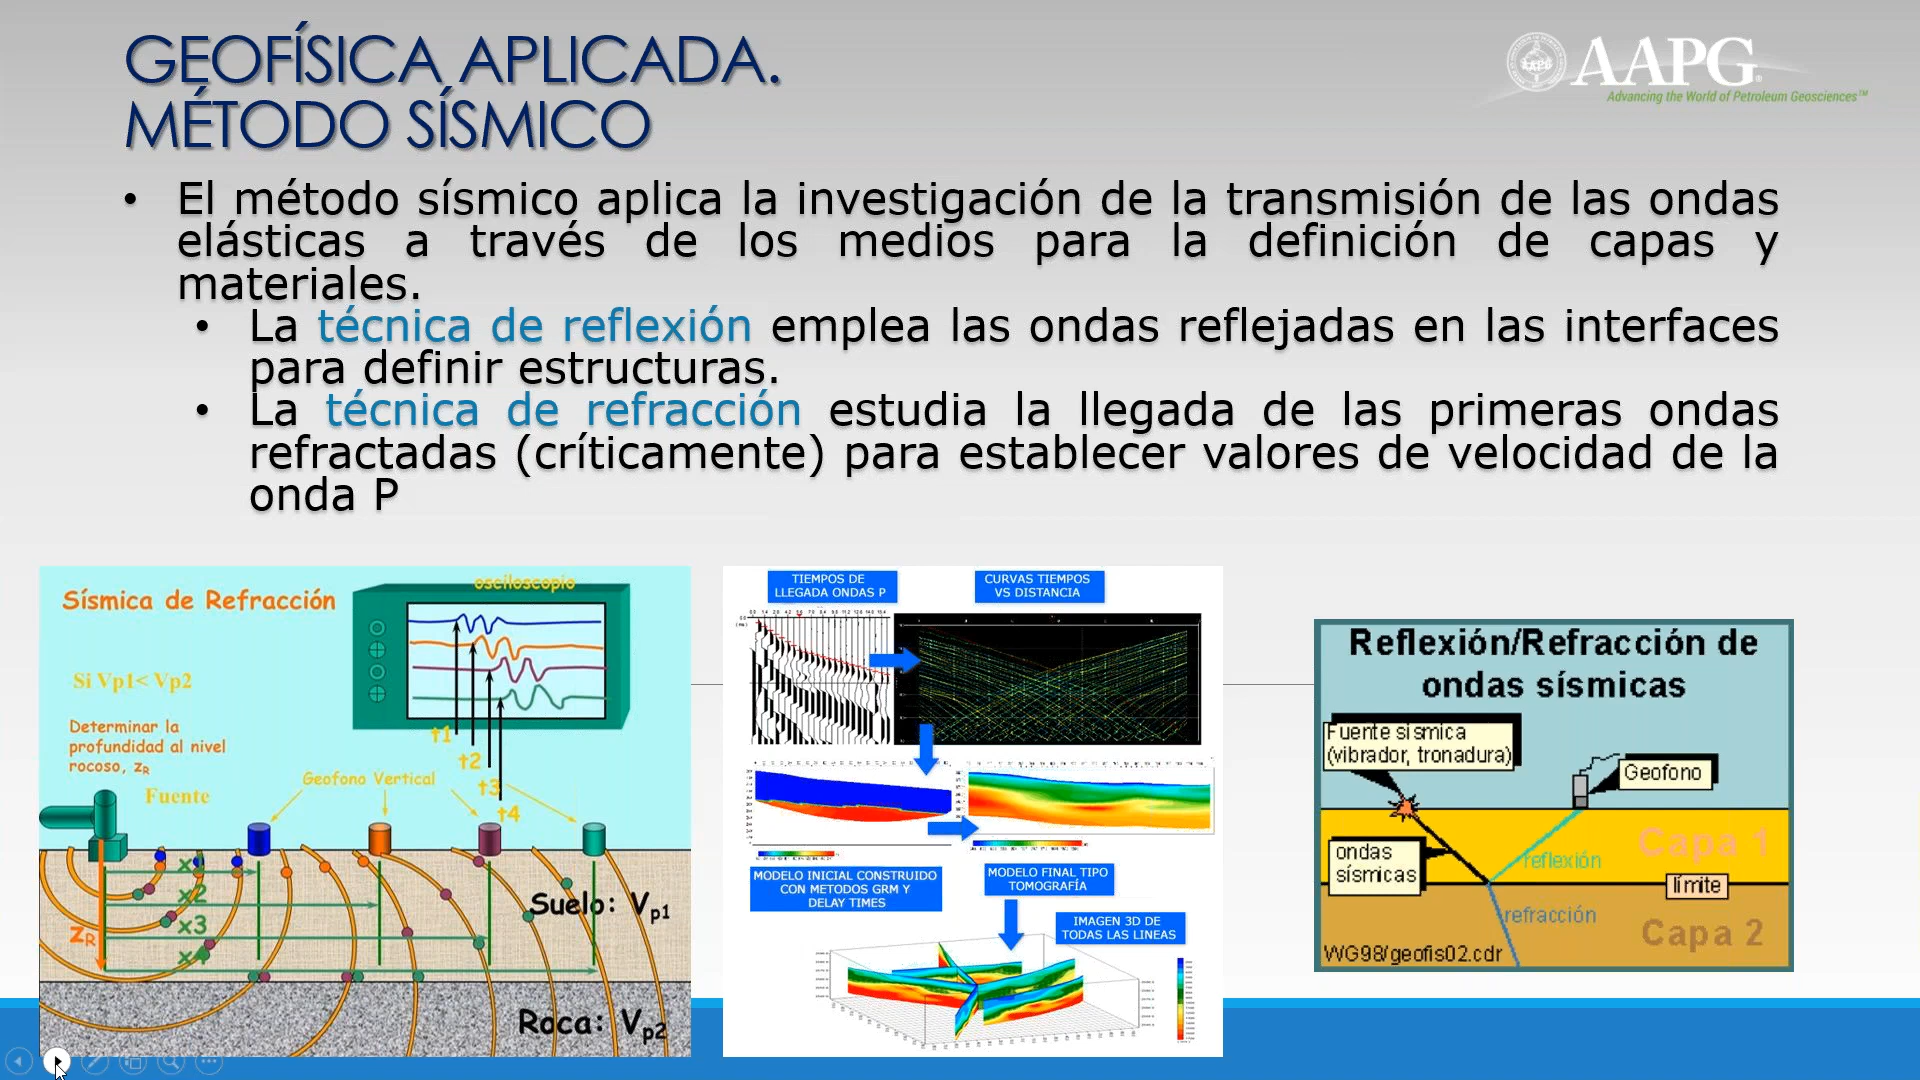 GEOFÍSICA APLICADA.
MÉTODO SÍSMICO
AAPG
Advancing the World of Petroleum Geosciences™
• El método sísmico aplica la investigación de la transmisión de las ondas
elásticas a través de los medios para la definición de capas y
materiales.
• La técnica de reflexión emplea las ondas reflejadas en las interfaces
para definir estructuras.
• La técnica de refracción estudia la llegada de las primeras ondas
refractadas (críticamente) para establecer valores de velocidad de la
onda P
osciloscopio
Sísmica de Refracción
Si Vp1< Vp2
Determinar la
profundidad al nivel
rocoso, zR
Fuente
Geofono Vertical
t1
t2
t3
t4
x2
x3
x4
zR
Suelo: Vp1
Roca: Vp2
TIEMPOS DE
LLEGADA ONDAS P
CURVAS TIEMPOS
VS DISTANCIA
MODELO INICIAL CONSTRUIDO
CON METODOS GRM Y
DELAY TIMES
MODELO FINAL TIPO
TOMOGRAFÍA
IMAGEN 3D DE
TODAS LAS LINEAS
Reflexión/Refracción de
ondas sísmicas
Fuente sismica
(vibrador, tronadura)
Geofono
ondas
sísmicas
reflexión
Capa 1
límite
refracción
Capa 2
WG98/geofis02.cdr